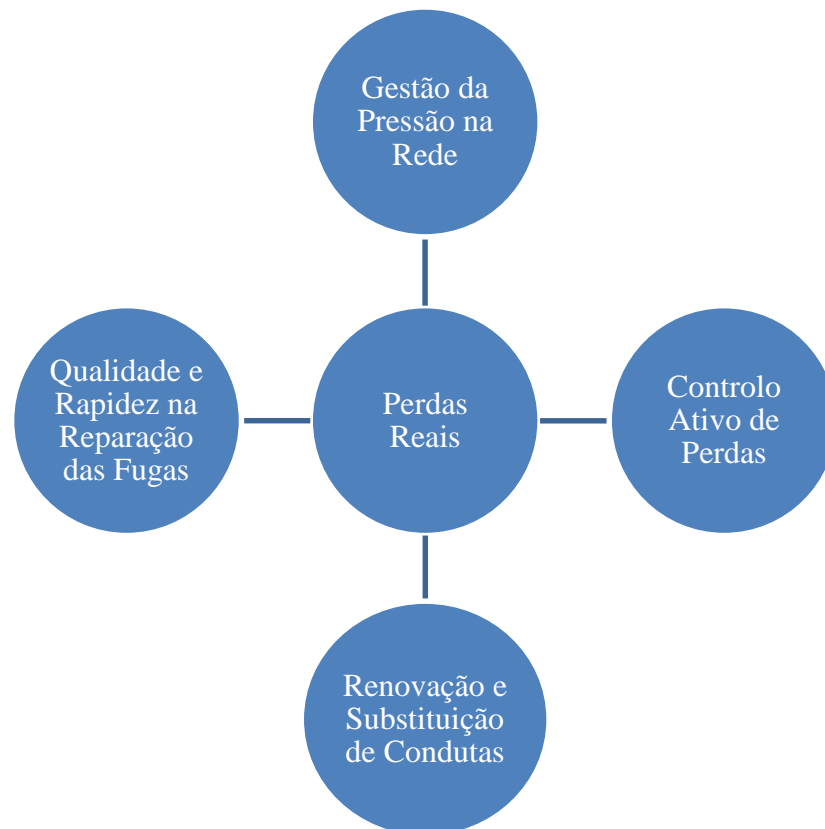 Gestão da
Pressão na
Rede
Qualidade e
Rapidez na
Reparação
das Fugas
Perdas
Reais
Controlo
Ativo de
Perdas
Renovação e
Substituição
de Condutas